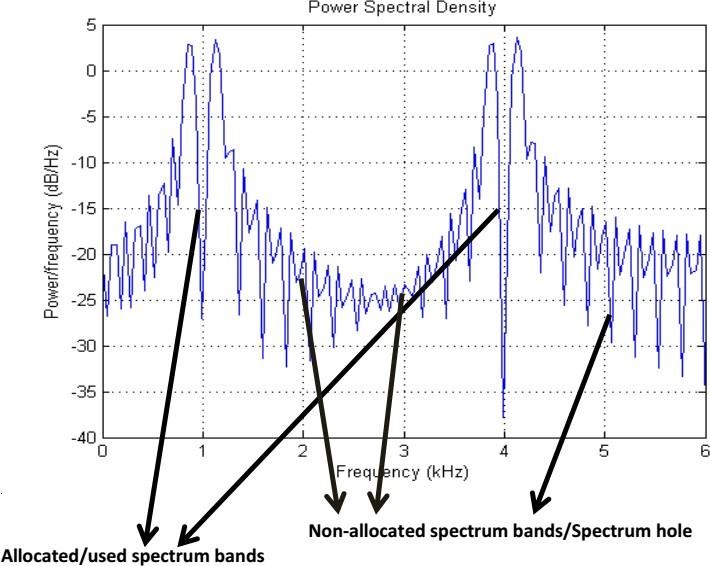 Power Spectral Density
Power/frequency (dB/Hz)
5
0
-5
-10
-15
-20
-25
-30
-35
-40
0 1 2 3 4 5 6
Frequency (kHz)
Non-allocated spectrum bands/Spectrum hole
Allocated/used spectrum bands